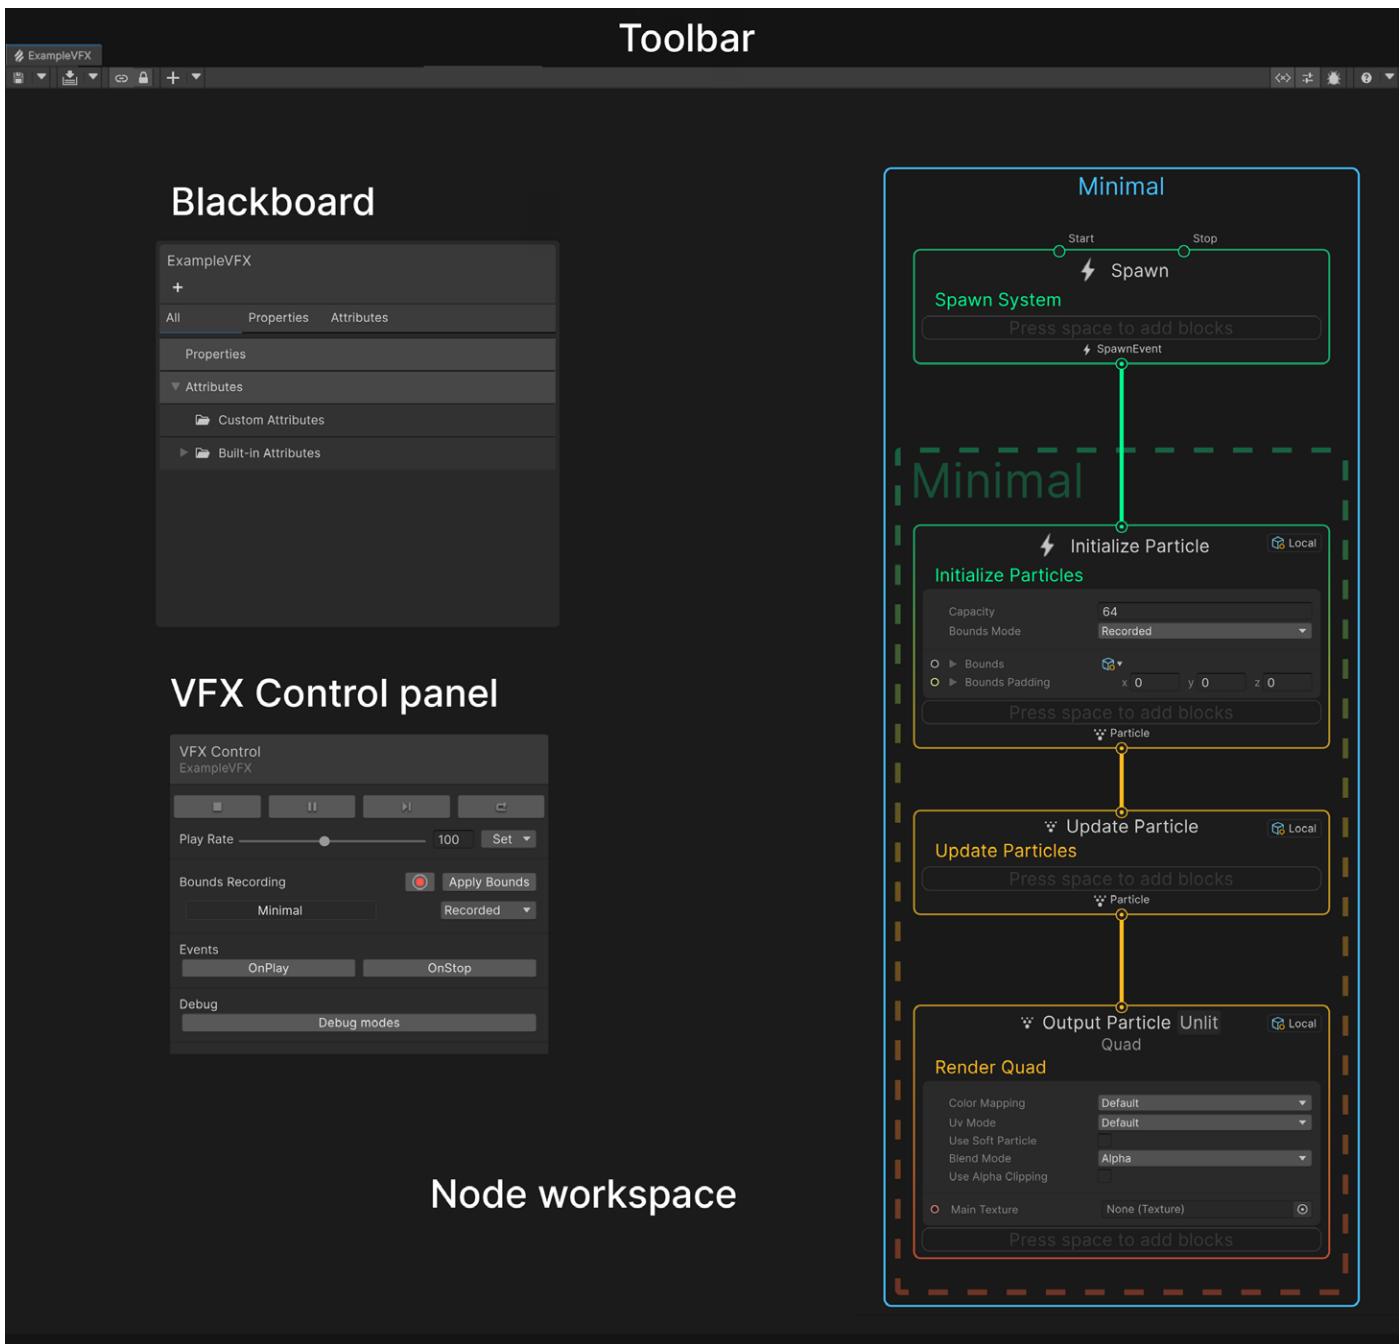 Toolbar
ExampleVFX
Blackboard
ExampleVFX
+
All Properties Attributes
Properties
Attributes
Custom Attributes
Built-in Attributes
VFX Control panel
VFX Control
ExampleVFX
Play Rate 100 Set
Bounds Recording Apply Bounds
Minimal Recorded
Events
OnPlay OnStop
Debug
Debug modes
Node workspace
Minimal
Start Stop
Spawn
Spawn System
Press space to add blocks
SpawnEvent
Minimal
Initialize Particle Local
Initialize Particles
Capacity 64
Bounds Mode Recorded
Bounds
Bounds Padding x 0 y 0 z 0
Press space to add blocks
Particle
Update Particle Local
Update Particles
Press space to add blocks
Particle
Output Particle Unlit Local
Quad
Render Quad
Color Mapping Default
Uv Mode Default
Use Soft Particle
Blend Mode Alpha
Use Alpha Clipping
Main Texture None (Texture)
Press space to add blocks